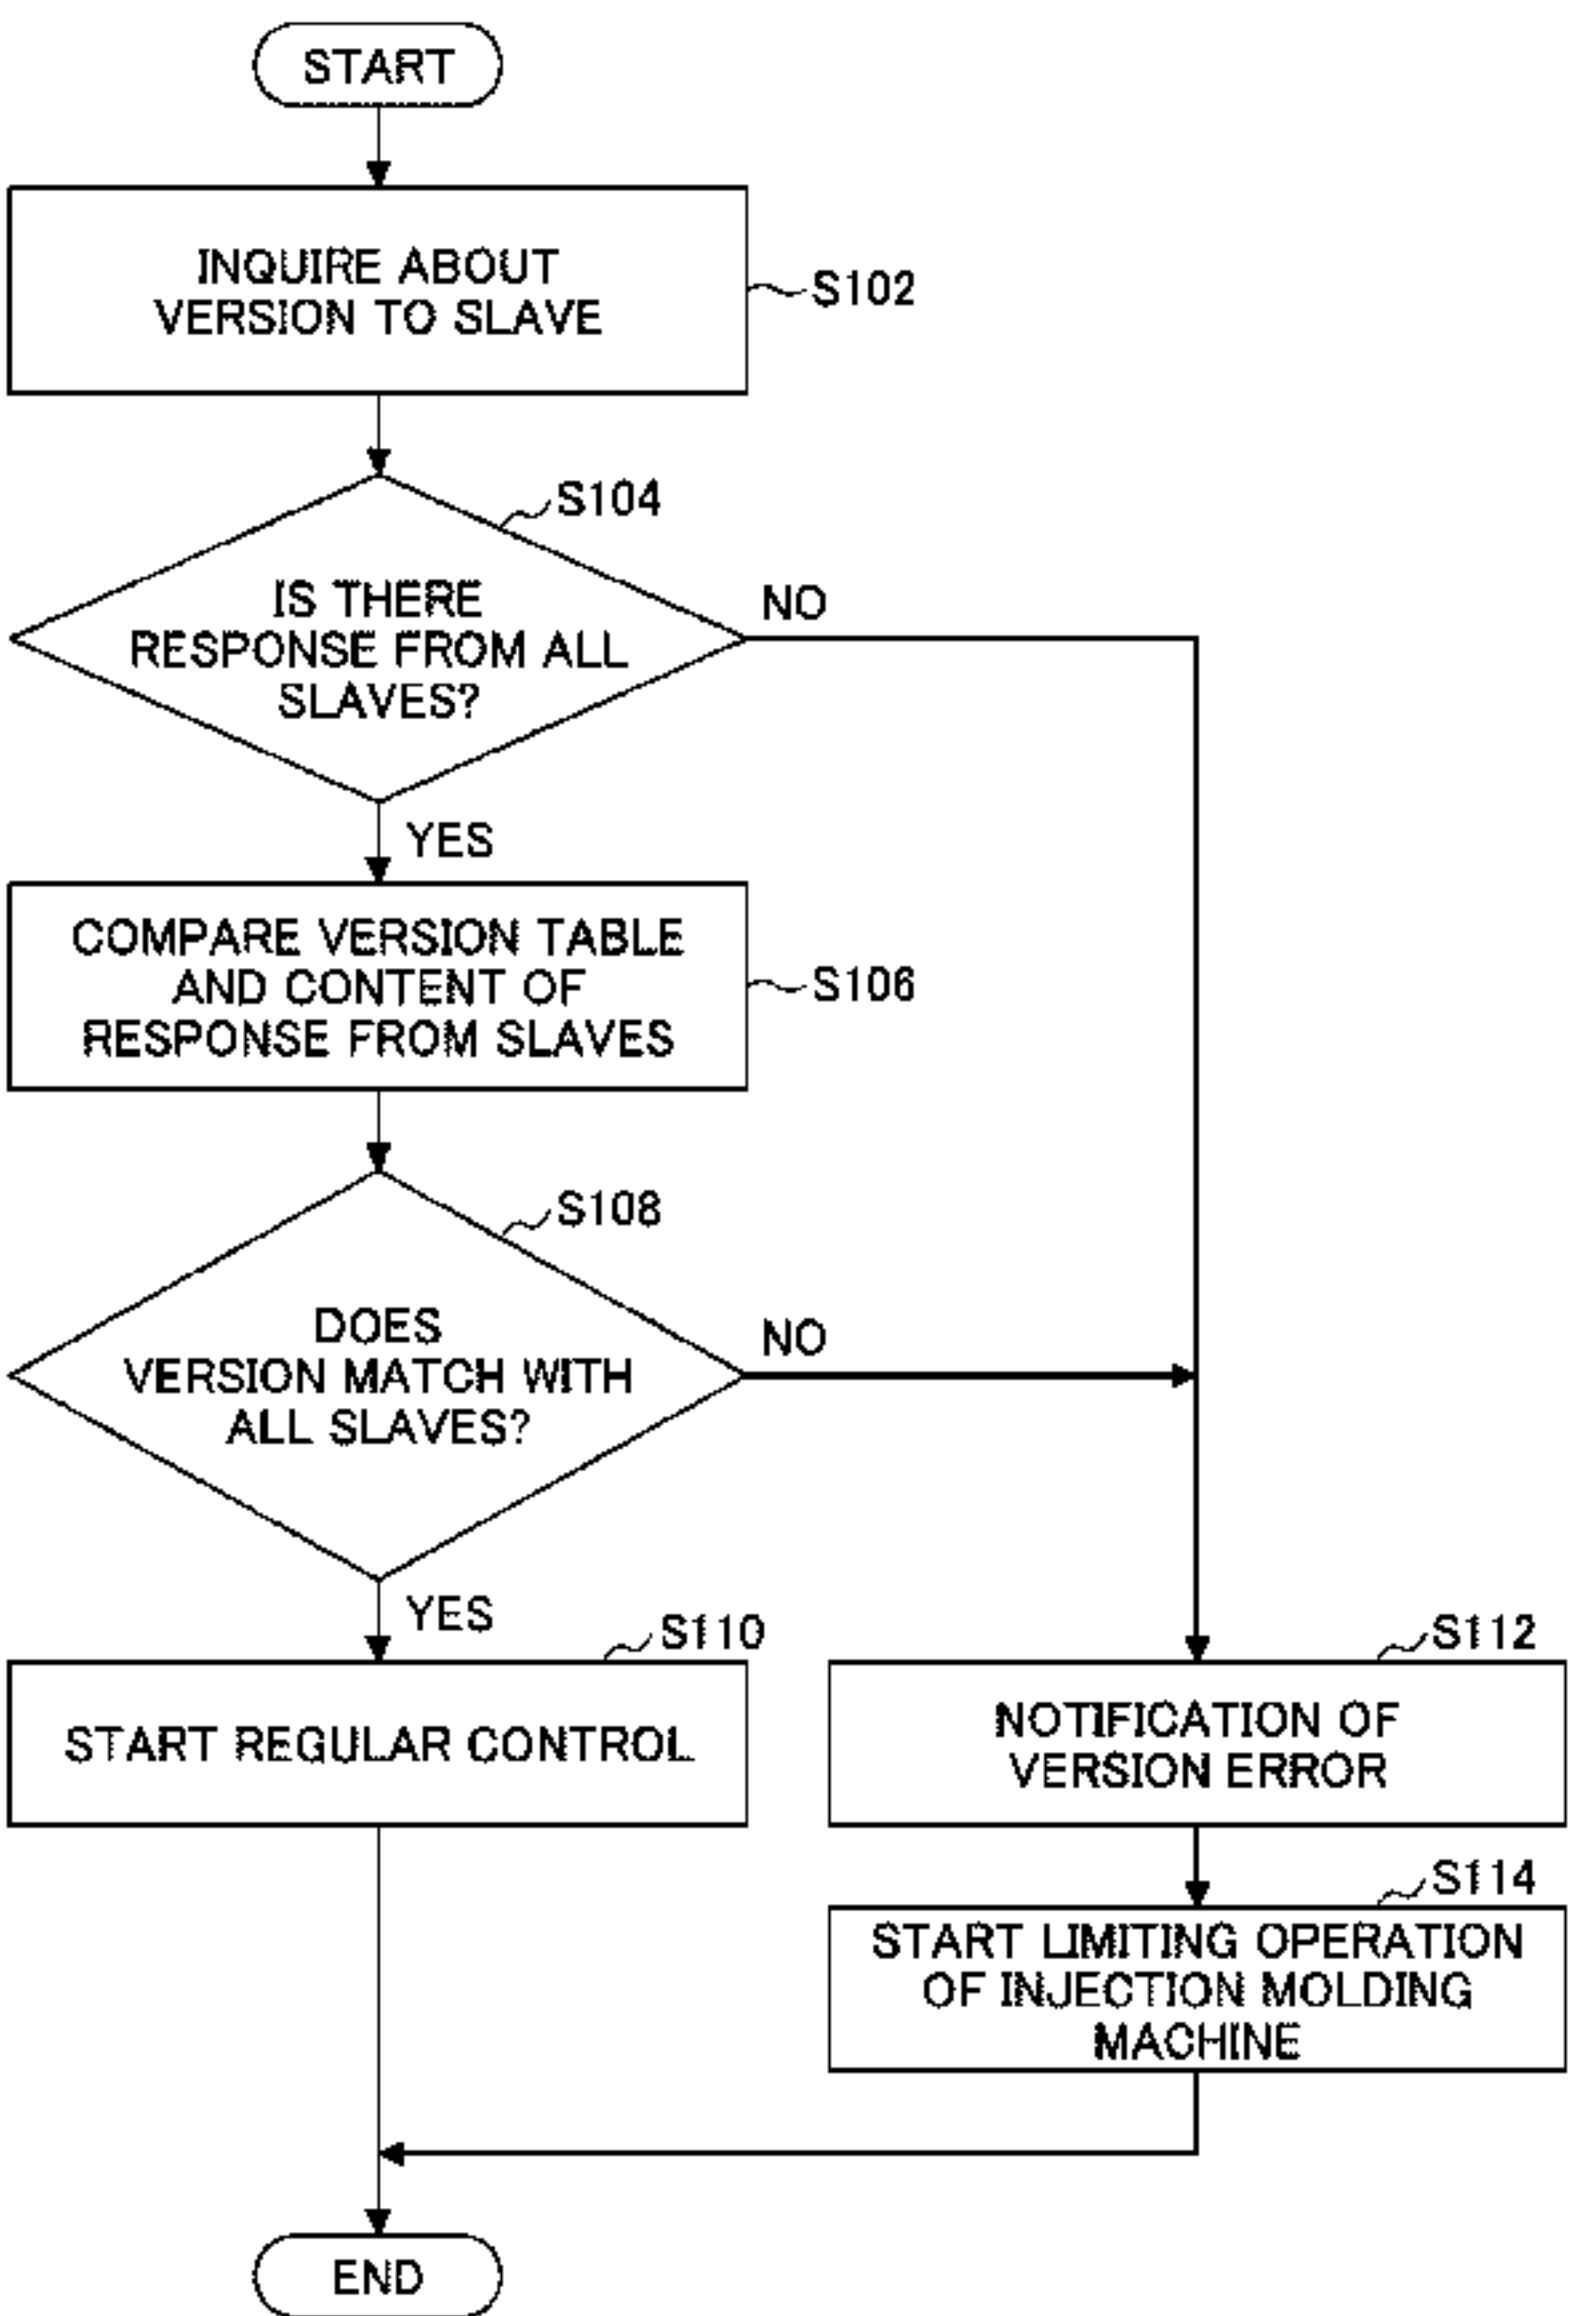 START
INQUIRE ABOUT
VERSION TO SLAVE
S102
S104
IS THERE
RESPONSE FROM ALL
SLAVES?
NO
YES
COMPARE VERSION TABLE
AND CONTENT OF
RESPONSE FROM SLAVES
S106
S108
DOES
VERSION MATCH WITH
ALL SLAVES?
NO
YES
S110
START REGULAR CONTROL
S112
NOTIFICATION OF
VERSION ERROR
S114
START LIMITING OPERATION
OF INJECTION MOLDING
MACHINE
END